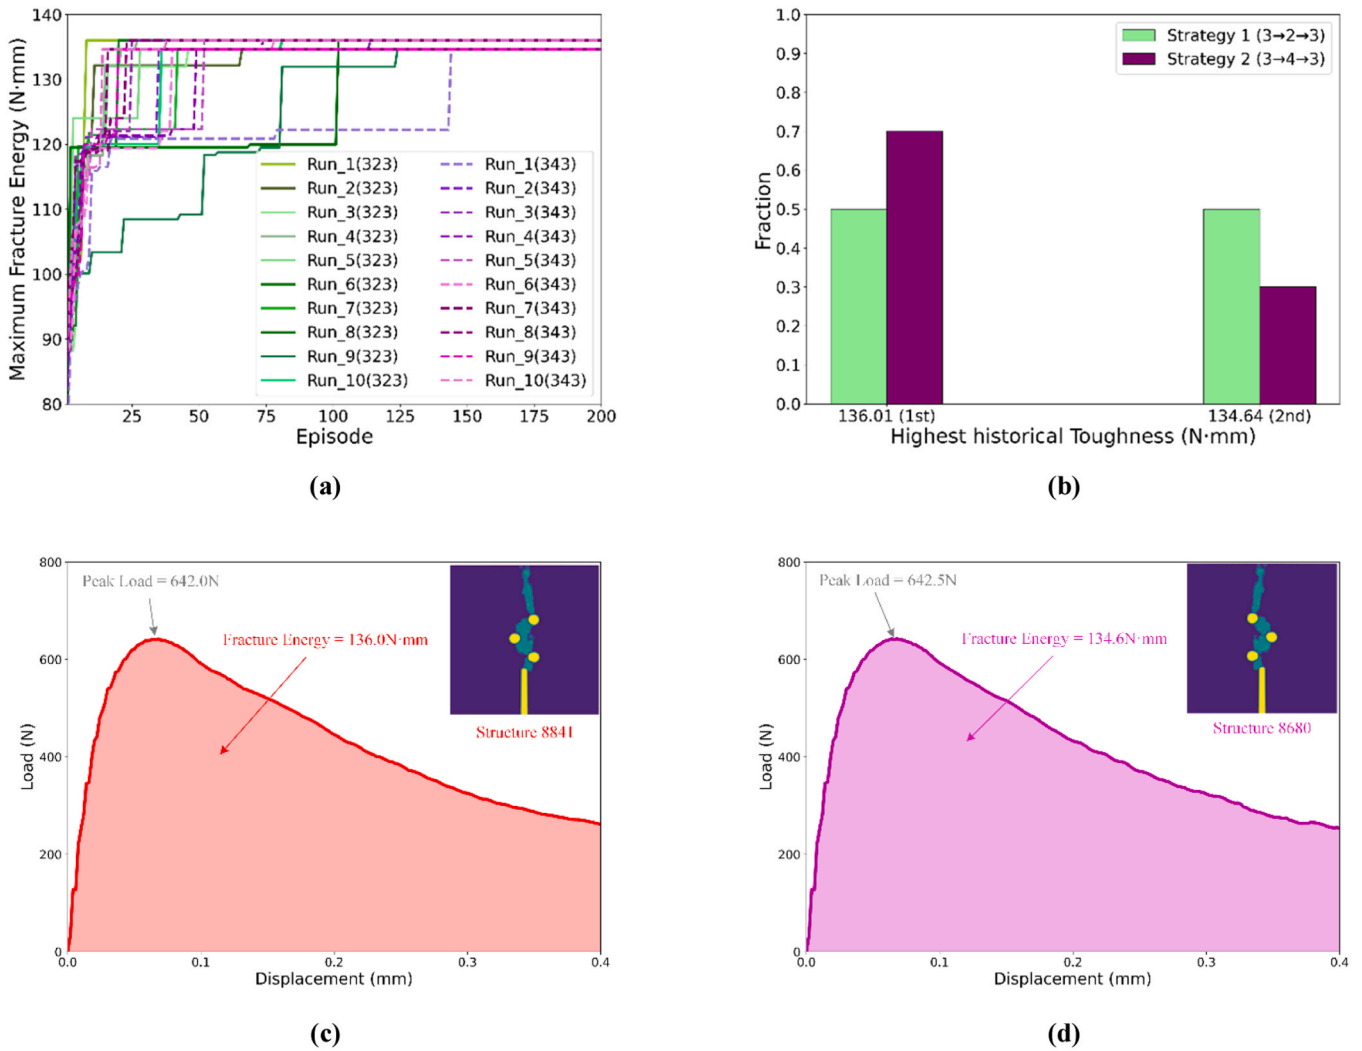 140
130
120
110
100
90
80
Maximum Fracture Energy (N·mm)
Run_1(323)
Run_2(323)
Run_3(323)
Run_4(323)
Run_5(323)
Run_6(323)
Run_7(323)
Run_8(323)
Run_9(323)
Run_10(323)
Run_1(343)
Run_2(343)
Run_3(343)
Run_4(343)
Run_5(343)
Run_6(343)
Run_7(343)
Run_8(343)
Run_9(343)
Run_10(343)
25 50 75 100 125 150 175 200
Episode
(a)
1.0
0.9
0.8
0.7
0.6
0.5
0.4
0.3
0.2
0.1
0.0
Fraction
Strategy 1 (3→2→3)
Strategy 2 (3→4→3)
136.01 (1st) 134.64 (2nd)
Highest historical Toughness (N·mm)
(b)
800
600
400
200
0
Load (N)
Peak Load = 642.0N
Fracture Energy = 136.0N·mm
Structure 8841
0.0 0.1 0.2 0.3 0.4
Displacement (mm)
(c)
800
600
400
200
0
Load (N)
Peak Load = 642.5N
Fracture Energy = 134.6N·mm
Structure 8680
0.0 0.1 0.2 0.3 0.4
Displacement (mm)
(d)